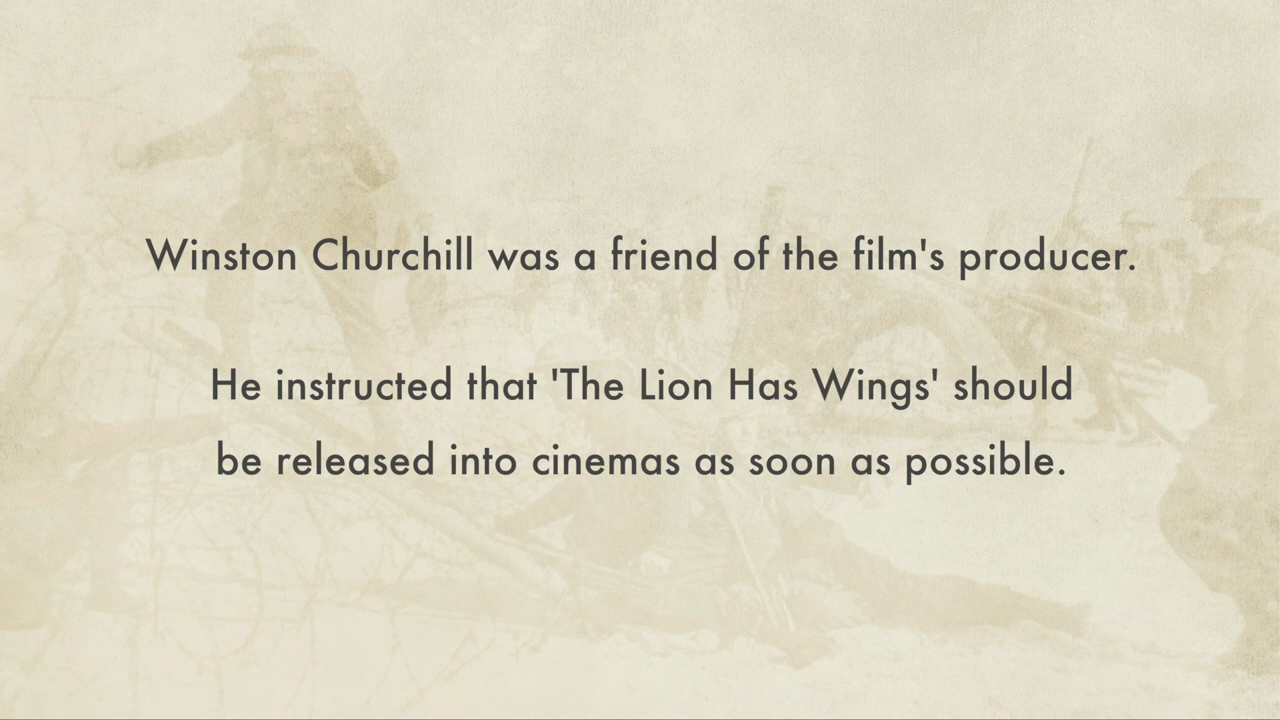 Winston Churchill was a friend of the film's producer.
He instructed that 'The Lion Has Wings' should
be released into cinemas as soon as possible.